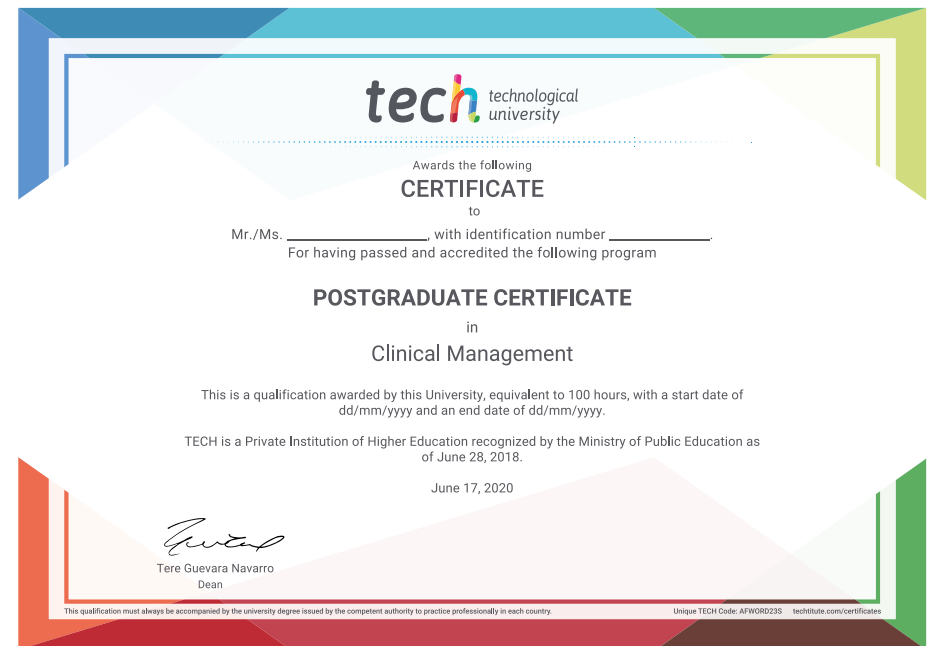 tech technological
university
Awards the following
CERTIFICATE
to
Mr./Ms. ____________________, with identification number ______________.
For having passed and accredited the following program
POSTGRADUATE CERTIFICATE
in
Clinical Management
This is a qualification awarded by this University, equivalent to 100 hours, with a start date of
dd/mm/yyyy and an end date of dd/mm/yyyy.
TECH is a Private Institution of Higher Education recognized by the Ministry of Public Education as
of June 28, 2018.
June 17, 2020
Tere Guevara Navarro
Dean
This qualification must always be accompanied by the university degree issued by the competent authority to practice professionally in each country.
Unique TECH Code: AFWORD23S techtitute.com/certificates